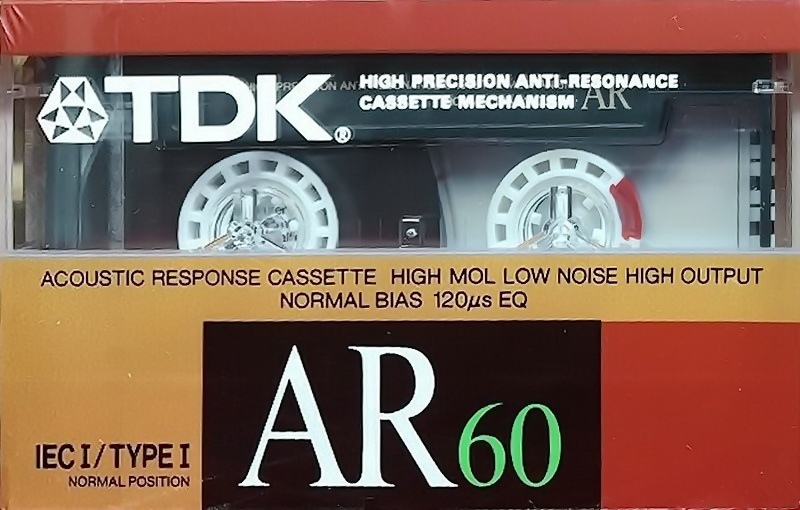 TDK®
HIGH PRECISION ANTI-RESONANCE
CASSETTE MECHANISM
AR
ACOUSTIC RESPONSE CASSETTE HIGH MOL LOW NOISE HIGH OUTPUT
NORMAL BIAS 120µs EQ
AR60
IEC I/TYPE I
NORMAL POSITION